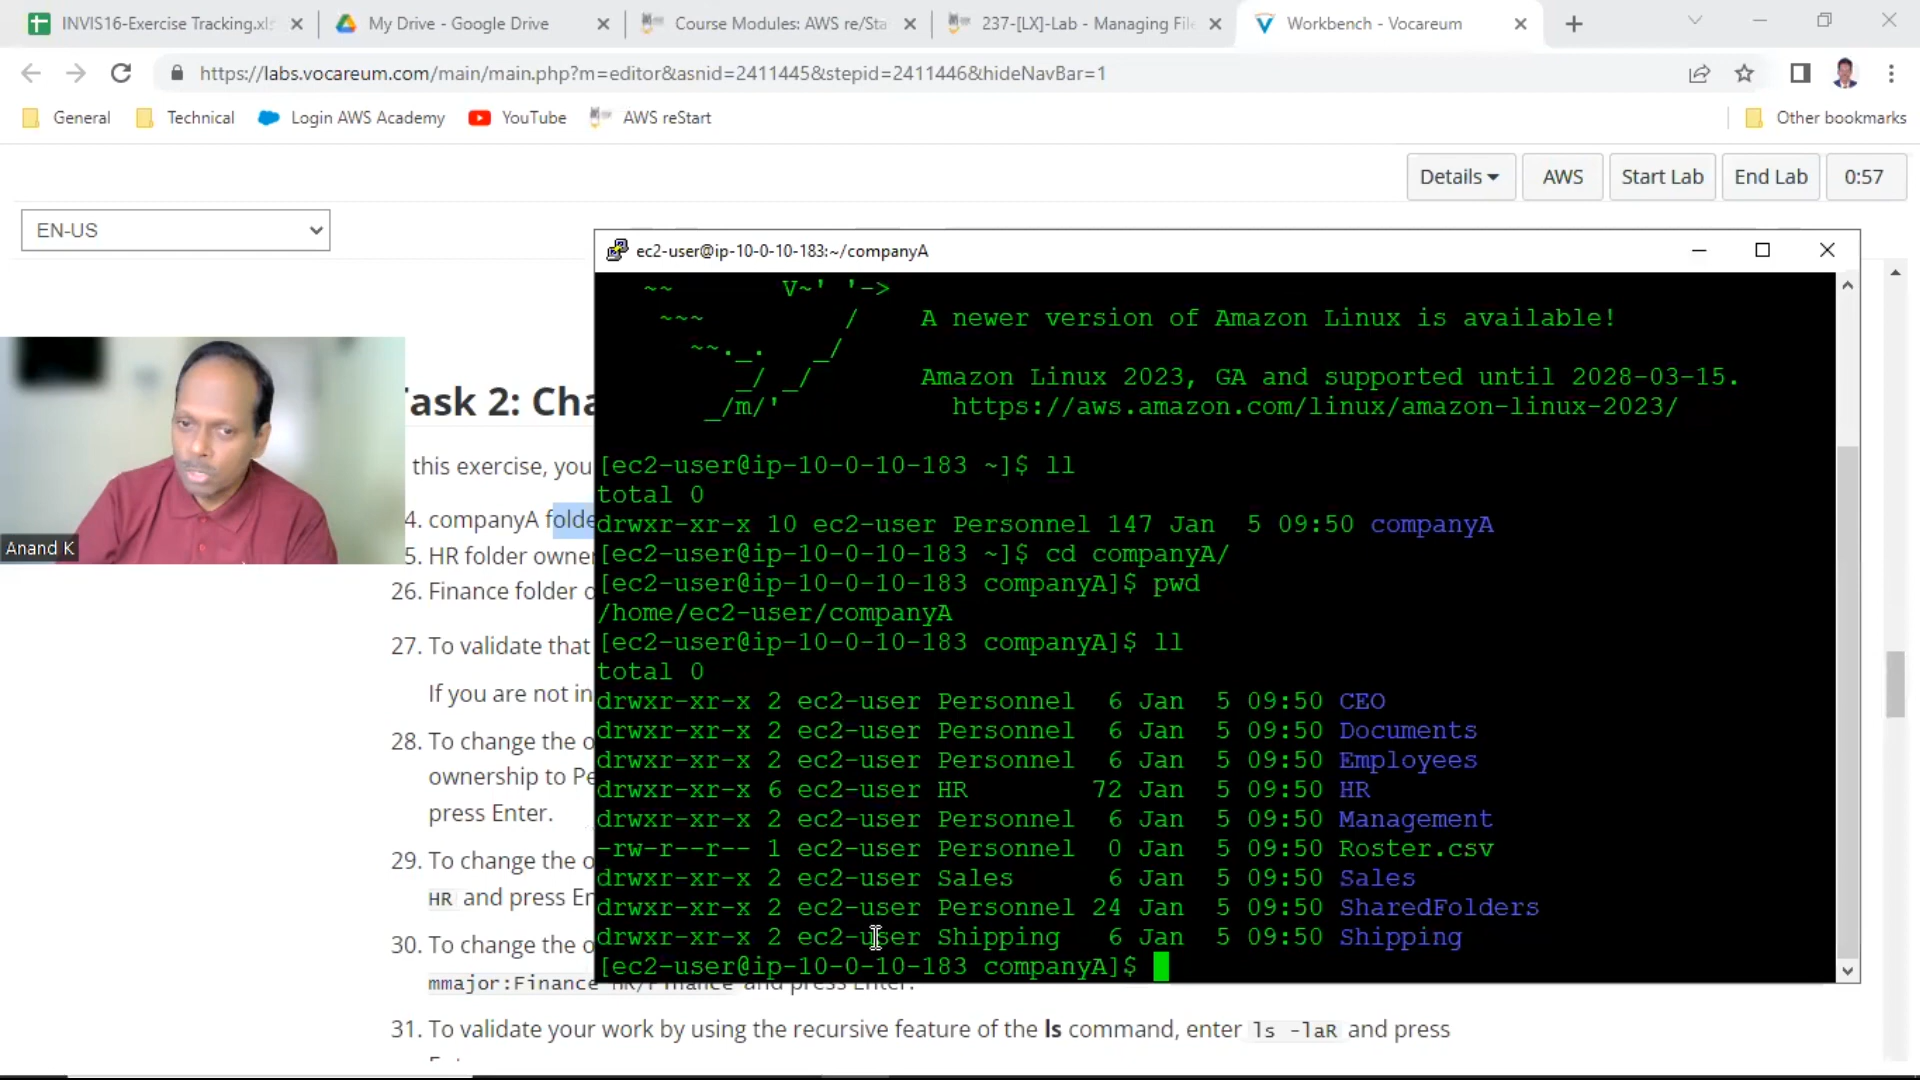 INVIS16-Exercise Tracking.xls
My Drive - Google Drive
Course Modules: AWS re/Sta
237-[LX]-Lab - Managing File
Workbench - Vocareum
https://labs.vocareum.com/main/main.php?m=editor&asnid=2411445&stepid=2411446&hideNavBar=1
General
Technical
Login AWS Academy
YouTube
AWS reStart
Other bookmarks
Details
AWS
Start Lab
End Lab
0:57
EN-US
ec2-user@ip-10-0-10-183:~/companyA
~~       V~' '->
~~~         /    A newer version of Amazon Linux is available!
~~._.   _/
_/ _/       Amazon Linux 2023, GA and supported until 2028-03-15.
_/m/'           https://aws.amazon.com/linux/amazon-linux-2023/
[ec2-user@ip-10-0-10-183 ~]$ ll
total 0
drwxr-xr-x 10 ec2-user Personnel 147 Jan  5 09:50 companyA
[ec2-user@ip-10-0-10-183 ~]$ cd companyA/
[ec2-user@ip-10-0-10-183 companyA]$ pwd
/home/ec2-user/companyA
[ec2-user@ip-10-0-10-183 companyA]$ ll
total 0
drwxr-xr-x 2 ec2-user Personnel  6 Jan  5 09:50 CEO
drwxr-xr-x 2 ec2-user Personnel  6 Jan  5 09:50 Documents
drwxr-xr-x 2 ec2-user Personnel  6 Jan  5 09:50 Employees
drwxr-xr-x 6 ec2-user HR        72 Jan  5 09:50 HR
drwxr-xr-x 2 ec2-user Personnel  6 Jan  5 09:50 Management
-rw-r--r-- 1 ec2-user Personnel  0 Jan  5 09:50 Roster.csv
drwxr-xr-x 2 ec2-user Sales      6 Jan  5 09:50 Sales
drwxr-xr-x 2 ec2-user Personnel 24 Jan  5 09:50 SharedFolders
drwxr-xr-x 2 ec2-user Shipping   6 Jan  5 09:50 Shipping
[ec2-user@ip-10-0-10-183 companyA]$
Anand K
Task 2: Cha
this exercise, you
4. companyA folde
5. HR folder owner
26. Finance folder o
27. To validate that
If you are not in
28. To change the o
ownership to Pe
press Enter.
29. To change the o
HR and press En
30. To change the o
mmajor:Finance HR/Finance and press Enter.
31. To validate your work by using the recursive feature of the ls command, enter ls -laR and press